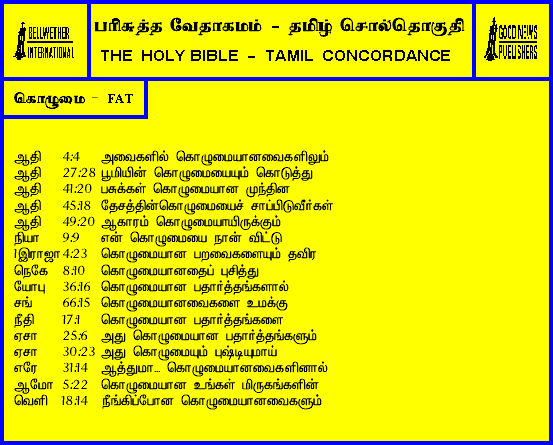 BELLWETHER
INTERNATIONAL
பரிசுத்த வேதாகமம் - தமிழ் சொல்தொகுதி
THE HOLY BIBLE - TAMIL CONCORDANCE
GOOD NEWS
PUBLISHERS
கொழுமை - FAT
ஆதி 4:4 அவைகளில் கொழுமையானவைகளிலும்
ஆதி 27:28 பூமியின் கொழுமையையும் கொடுத்து
ஆதி 41:20 பசுக்கள் கொழுமையான முந்தின
ஆதி 45:18 தேசத்தின்கொழுமையைச் சாப்பிடுவீர்கள்
ஆதி 49:20 ஆகாரம் கொழுமையாயிருக்கும்
நியா 9:9 என் கொழுமையை நான் விட்டு
1இராஜா 4:23 கொழுமையான பறவைகளையும் தவிர
நெகே 8:10 கொழுமையானதைப் புசித்து
யோபு 36:16 கொழுமையான பதார்த்தங்களால்
சங் 66:15 கொழுமையானவைகளை உமக்கு
நீதி 17:1 கொழுமையான பதார்த்தங்களை
ஏசா 25:6 அது கொழுமையான பதார்த்தங்களும்
ஏசா 30:23 அது கொழுமையும் புஷ்டியுமாய்
எரே 31:14 ஆத்துமா... கொழுமையானவைகளினால்
ஆமோ 5:22 கொழுமையான உங்கள் மிருகங்களின்
வெளி 18:14 நீங்கிப்போன கொழுமையானவைகளும்